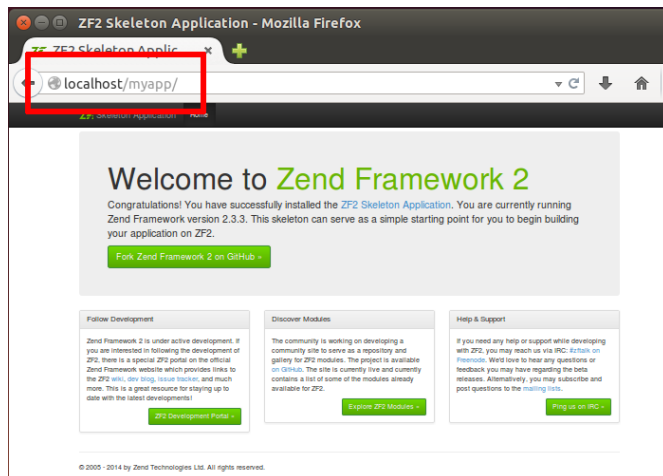 ZF2 Skeleton Application - Mozilla Firefox
ZF2 Skeleton Applic... ×
localhost/myapp/
ZF2 Skeleton Application Home
Welcome to Zend Framework 2
Congratulations! You have successfully installed the ZF2 Skeleton Application. You are currently running
Zend Framework version 2.3.3. This skeleton can serve as a simple starting point for you to begin building
your application on ZF2.
Fork Zend Framework 2 on GitHub »
Follow Development
Zend Framework 2 is under active development. If
you are interested in following the development of
ZF2, there is a special ZF2 portal on the official
Zend Framework website which provides links to
the ZF2 wiki, dev blog, issue tracker, and much
more. This is a great resource for staying up to
date with the latest developments!
ZF2 Development Portal »
Discover Modules
The community is working on developing a
community site to serve as a repository and
gallery for ZF2 modules. The project is available
on GitHub. The site is currently live and currently
contains a list of some of the modules already
available for ZF2.
Explore ZF2 Modules »
Help & Support
If you need any help or support while developing
with ZF2, you may reach us via IRC: #zftalk on
Freenode. We'd love to hear any questions or
feedback you may have regarding the beta
releases. Alternatively, you may subscribe and
post questions to the mailing lists.
Ping us on IRC »
© 2005 - 2014 by Zend Technologies Ltd. All rights reserved.